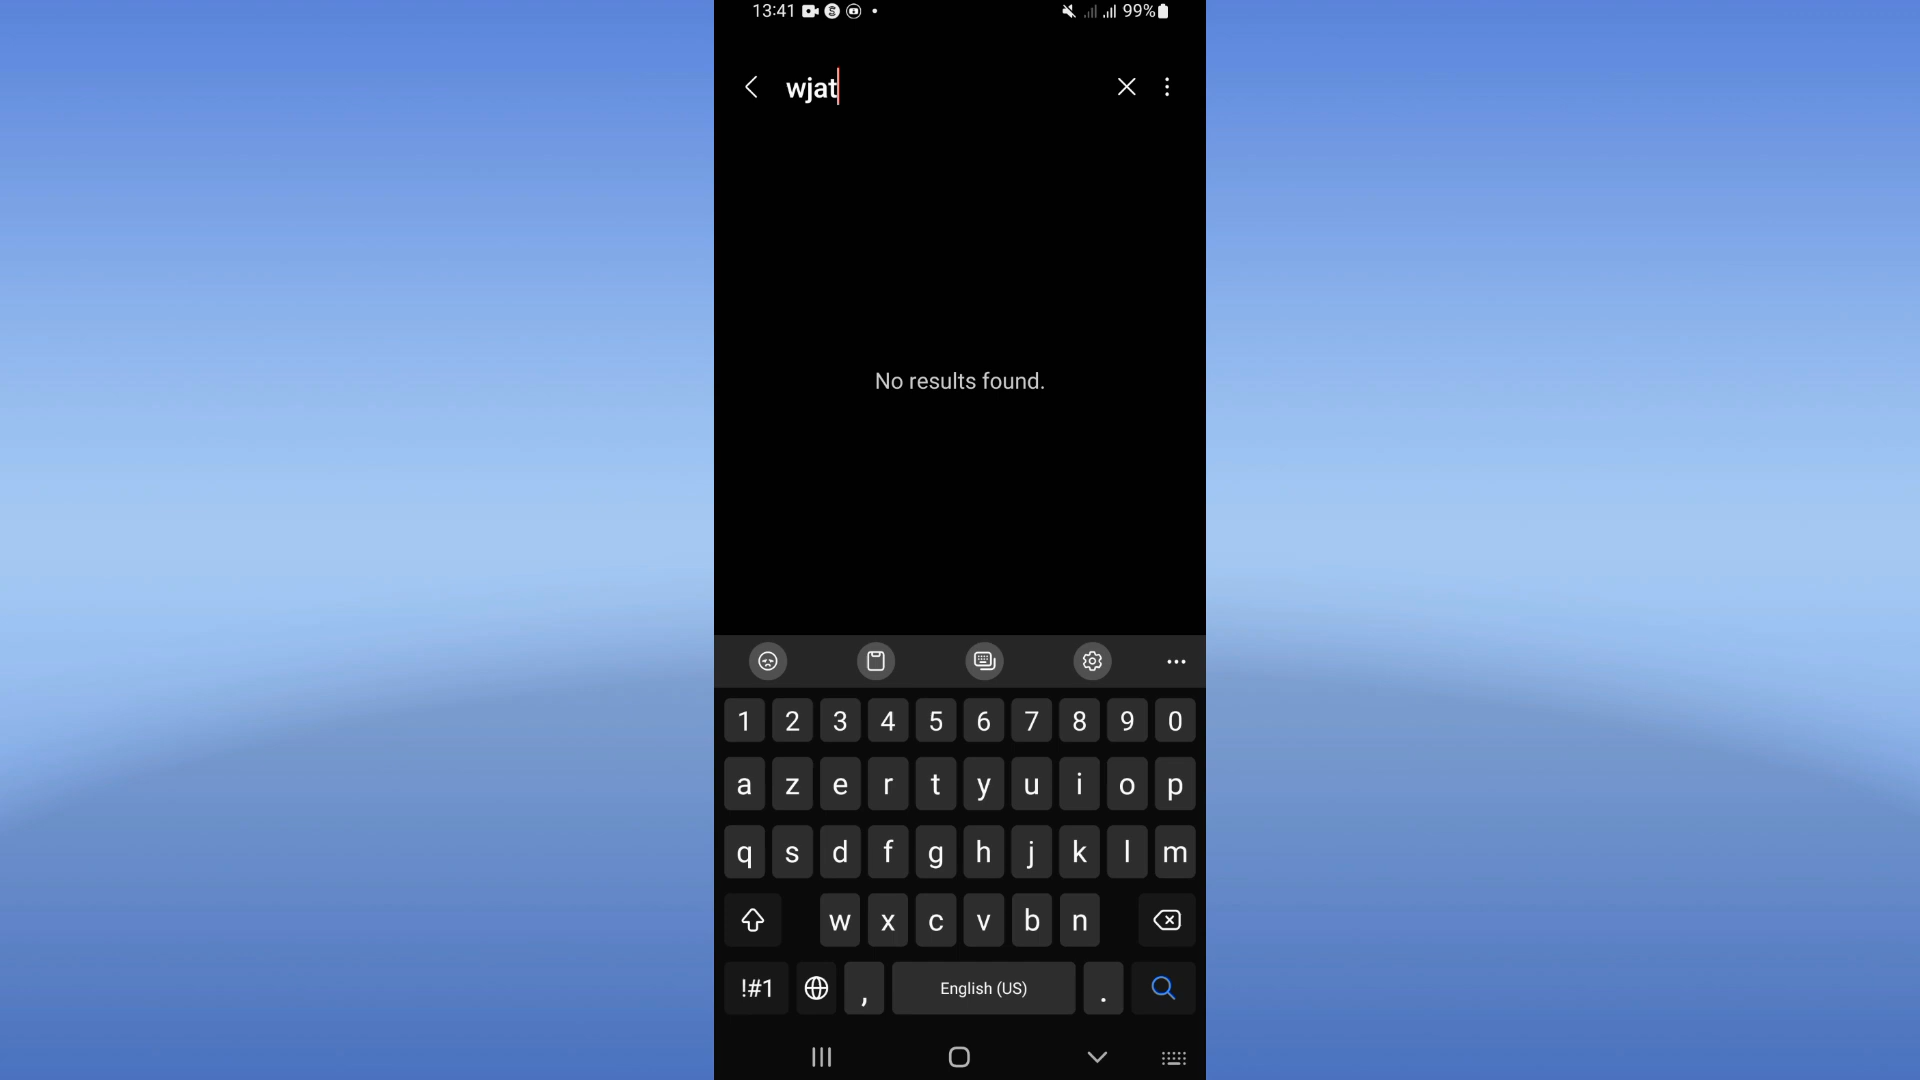 13:41 99%
wjat
No results found.
1 2 3 4 5 6 7 8 9 0
a z e r t y u i o p
q s d f g h j k l m
w x c v b n
!#1 , English (US) .